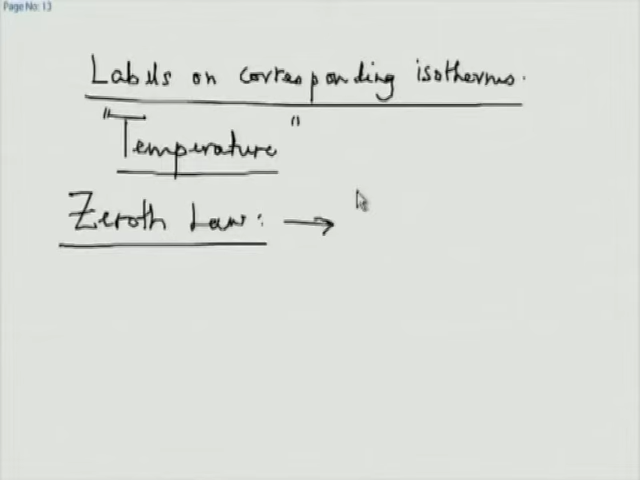 Page No: 13
Labels on corresponding isotherms.
"Temperature"
Zeroth Law: →